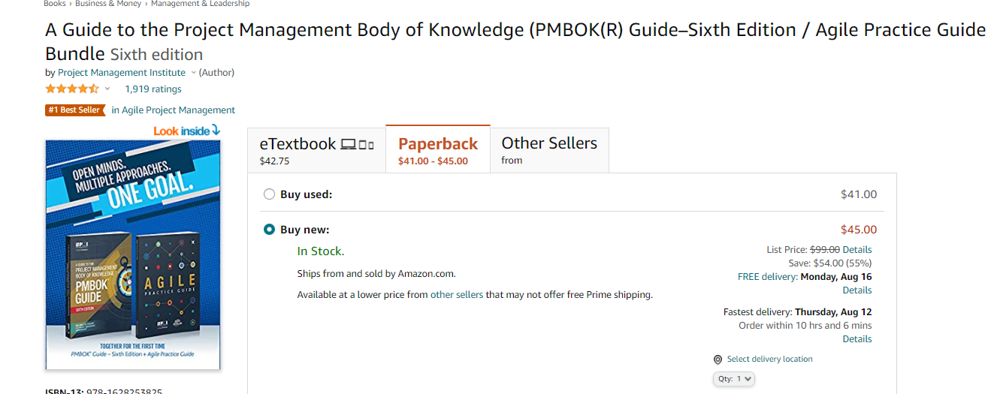 Books › Business & Money › Management & Leadership
A Guide to the Project Management Body of Knowledge (PMBOK(R) Guide–Sixth Edition / Agile Practice Guide
Bundle Sixth edition
by Project Management Institute (Author)
1,919 ratings
#1 Best Seller in Agile Project Management
Look inside
OPEN MINDS.
MULTIPLE APPROACHES.
ONE GOAL.
A GUIDE TO THE
PROJECT MANAGEMENT
BODY OF KNOWLEDGE
PMBOK
GUIDE
SIXTH EDITION
AGILE
PRACTICE GUIDE
TOGETHER FOR THE FIRST TIME
PMBOK® Guide – Sixth Edition + Agile Practice Guide
ISBN-13: 978-1628253825
eTextbook
$42.75
Paperback
$41.00 - $45.00
Other Sellers
from
Buy used: $41.00
Buy new: $45.00
In Stock.
Ships from and sold by Amazon.com.
Available at a lower price from other sellers that may not offer free Prime shipping.
List Price: $99.00 Details
Save: $54.00 (55%)
FREE delivery: Monday, Aug 16
Details
Fastest delivery: Thursday, Aug 12
Order within 10 hrs and 6 mins
Details
Select delivery location
Qty: 1